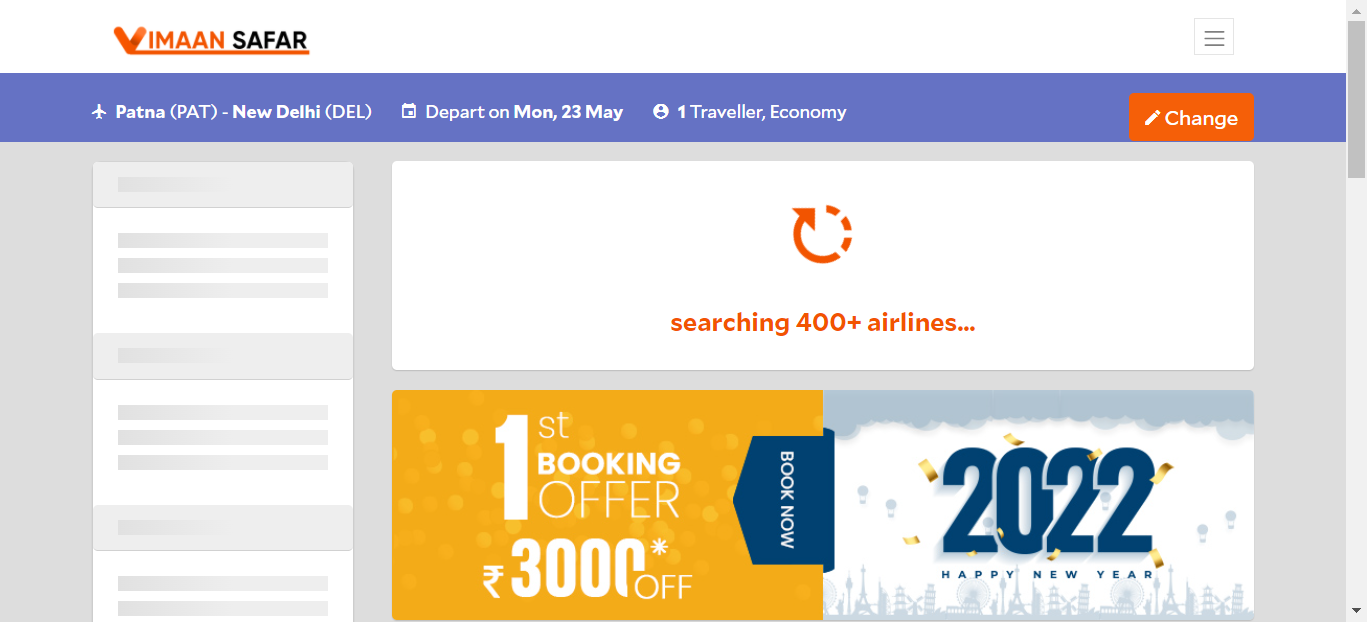 VIMAAN SAFAR
Patna (PAT) - New Delhi (DEL)
Depart on Mon, 23 May
1 Traveller, Economy
Change
searching 400+ airlines...
1st
BOOKING
OFFER
₹3000*OFF
BOOK NOW
2022
HAPPY NEW YEAR